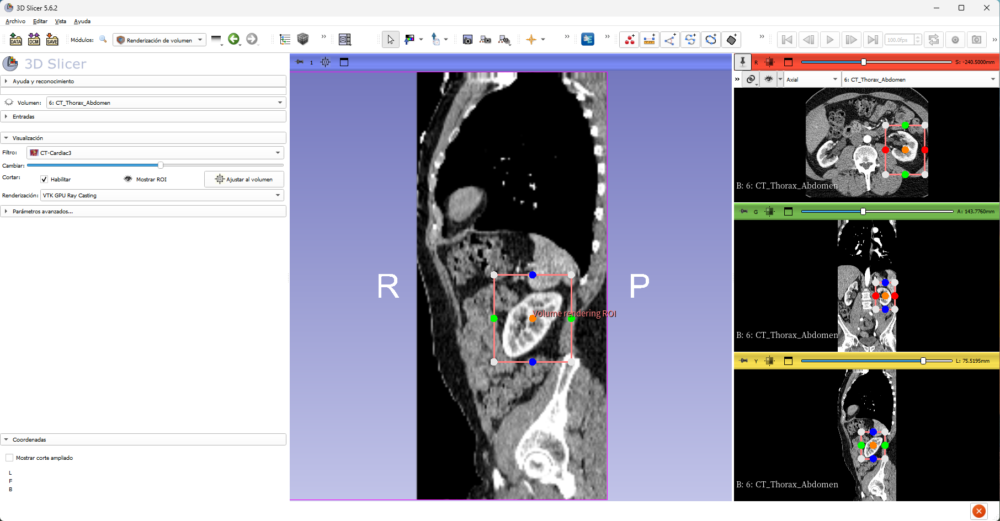 3D Slicer 5.6.2
Archivo Editar Vista Ayuda
DATA DCM SAVE Módulos: Renderización de volumen 100.0fps
3D Slicer
Ayuda y reconocimiento
Volumen: 6: CT_Thorax_Abdomen
Entradas
Visualización
Filtro: CT-Cardiac3
Cambiar:
Cortar: Habilitar Mostrar ROI Ajustar al volumen
Renderización: VTK GPU Ray Casting
Parámetros avanzados...
Coordenadas
Mostrar corte ampliado
L
F
B
1
R P
Volume rendering ROI
R S: -240.5000mm
Axial 6: CT_Thorax_Abdomen
B: 6: CT_Thorax_Abdomen
G A: 143.7760mm
B: 6: CT_Thorax_Abdomen
Y L: 75.5195mm
B: 6: CT_Thorax_Abdomen